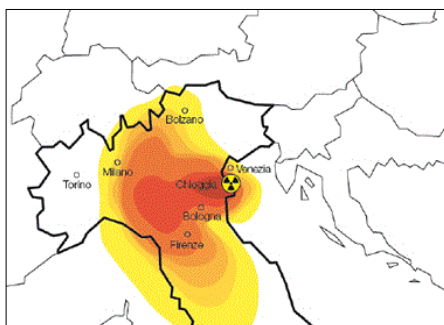 Bolzano
Milano
Venezia
Torino
Chioggia
Bologna
Firenze